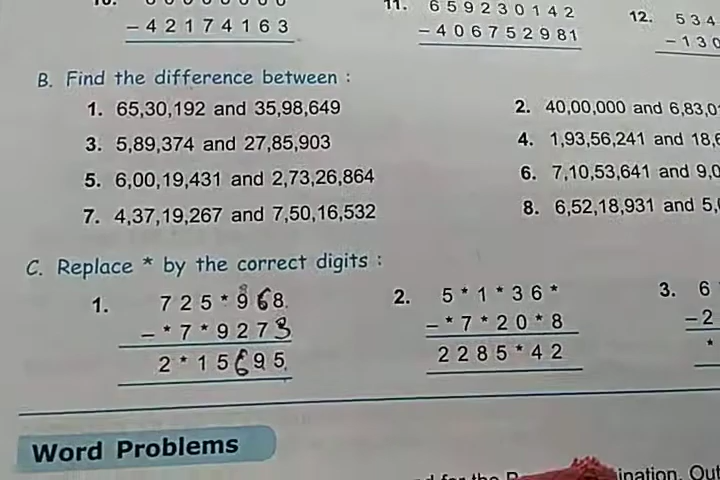 10.
11. 6 5 9 2 3 0 1 4 2
12. 5 3 4
– 4 2 1 7 4 1 6 3
– 4 0 6 7 5 2 9 8 1
– 1 3 0
B. Find the difference between :
1. 65,30,192 and 35,98,649
2. 40,00,000 and 6,83,0
3. 5,89,374 and 27,85,903
4. 1,93,56,241 and 18,6
5. 6,00,19,431 and 2,73,26,864
6. 7,10,53,641 and 9,0
7. 4,37,19,267 and 7,50,16,532
8. 6,52,18,931 and 5,
C. Replace * by the correct digits :
1. 7 2 5 * 9 6 8
2. 5 * 1 * 3 6 *
3. 6
– * 7 * 9 2 7 3
– * 7 * 2 0 * 8
– 2
2 * 1 5 6 9 5
2 2 8 5 * 4 2
*
Word Problems
ination. Out